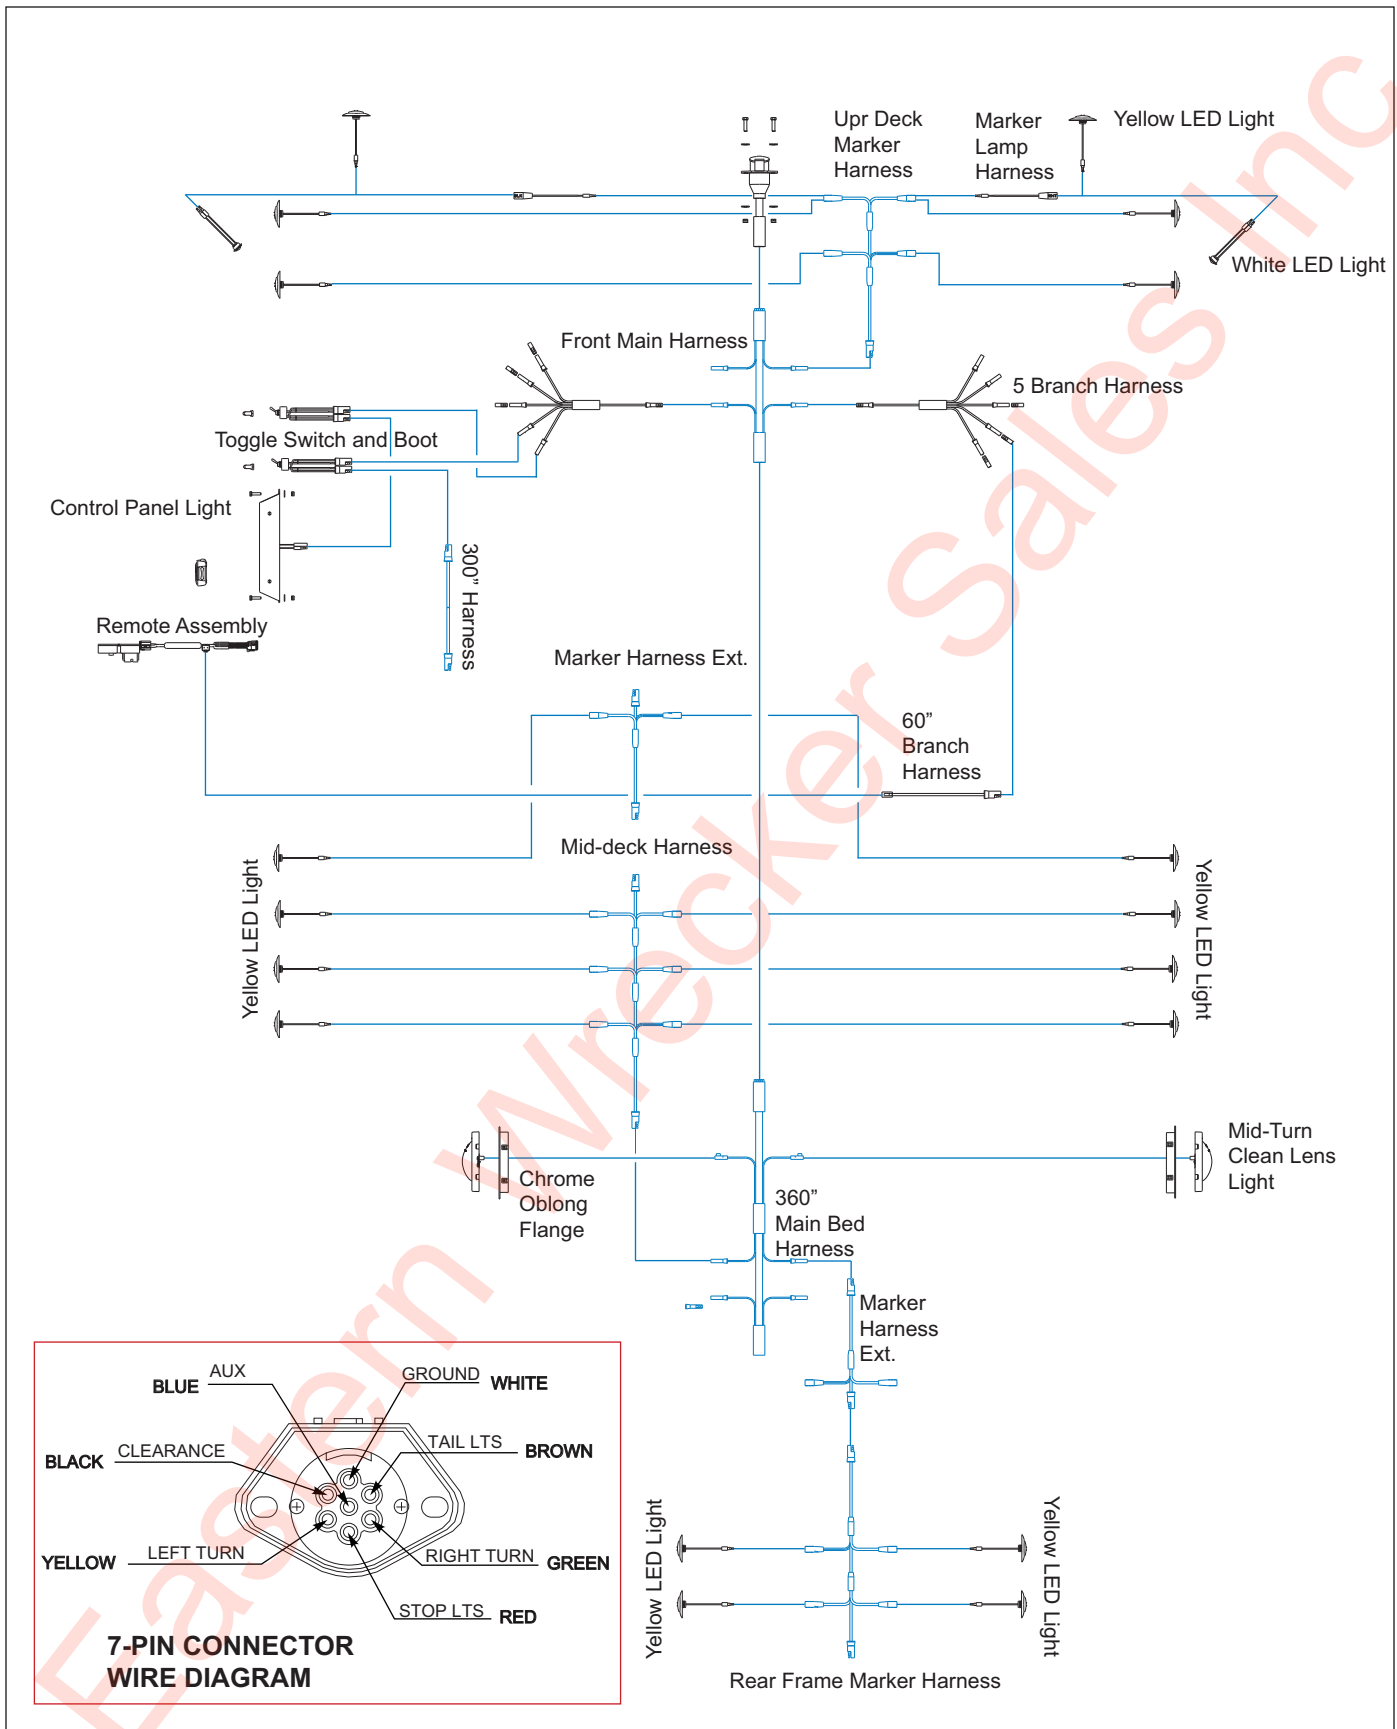 Upr Deck
Marker
Harness
Marker
Lamp
Harness
Yellow LED Light
White LED Light
Front Main Harness
5 Branch Harness
Toggle Switch and Boot
Control Panel Light
300" Harness
Remote Assembly
Marker Harness Ext.
60”
Branch
Harness
Mid-deck Harness
Yellow LED Light
Yellow LED Light
Chrome
Oblong
Flange
Mid-Turn
Clean Lens
Light
360”
Main Bed
Harness
Marker
Harness
Ext.
Yellow LED Light
Yellow LED Light
Rear Frame Marker Harness
AUX
BLUE
GROUND WHITE
BLACK CLEARANCE
TAIL LTS BROWN
YELLOW LEFT TURN
RIGHT TURN GREEN
STOP LTS RED
7-PIN CONNECTOR
WIRE DIAGRAM
Eastern Wrecker Sales Inc